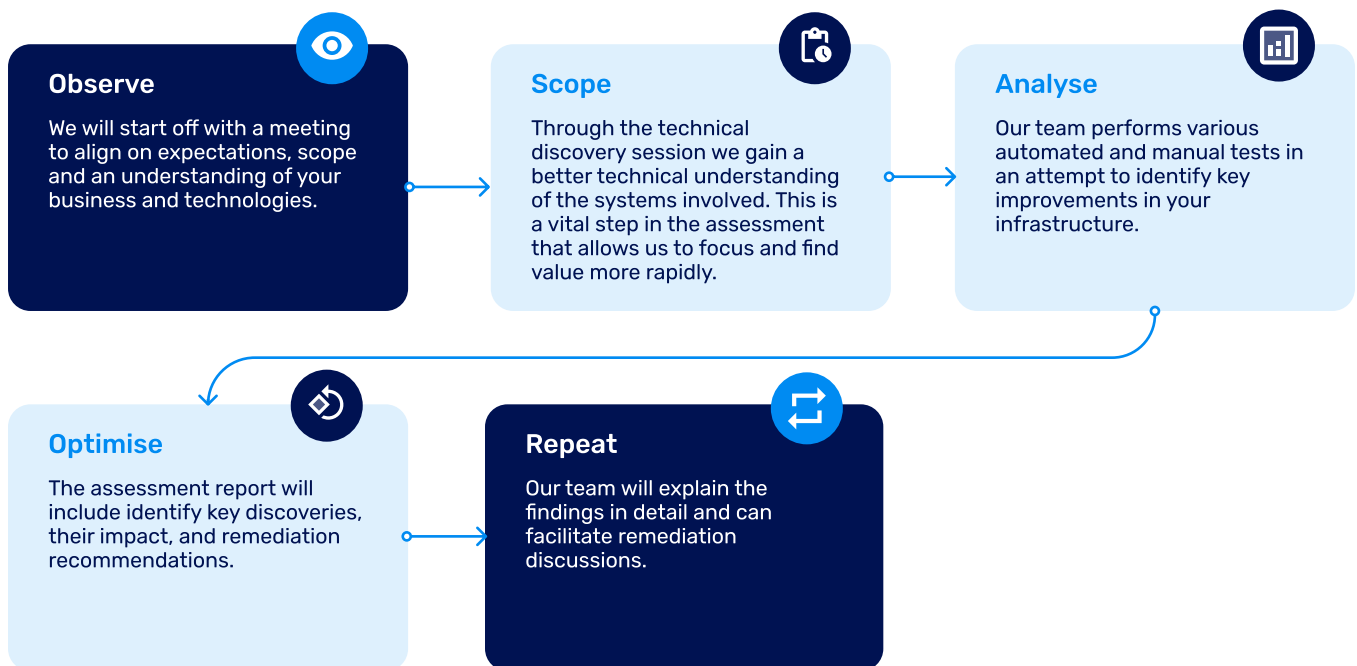 Observe
We will start off with a meeting
to align on expectations, scope
and an understanding of your
business and technologies.
Scope
Through the technical
discovery session we gain a
better technical understanding
of the systems involved. This is
a vital step in the assessment
that allows us to focus and find
value more rapidly.
Analyse
Our team performs various
automated and manual tests in
an attempt to identify key
improvements in your
infrastructure.
Optimise
The assessment report will
include identify key discoveries,
their impact, and remediation
recommendations.
Repeat
Our team will explain the
findings in detail and can
facilitate remediation
discussions.